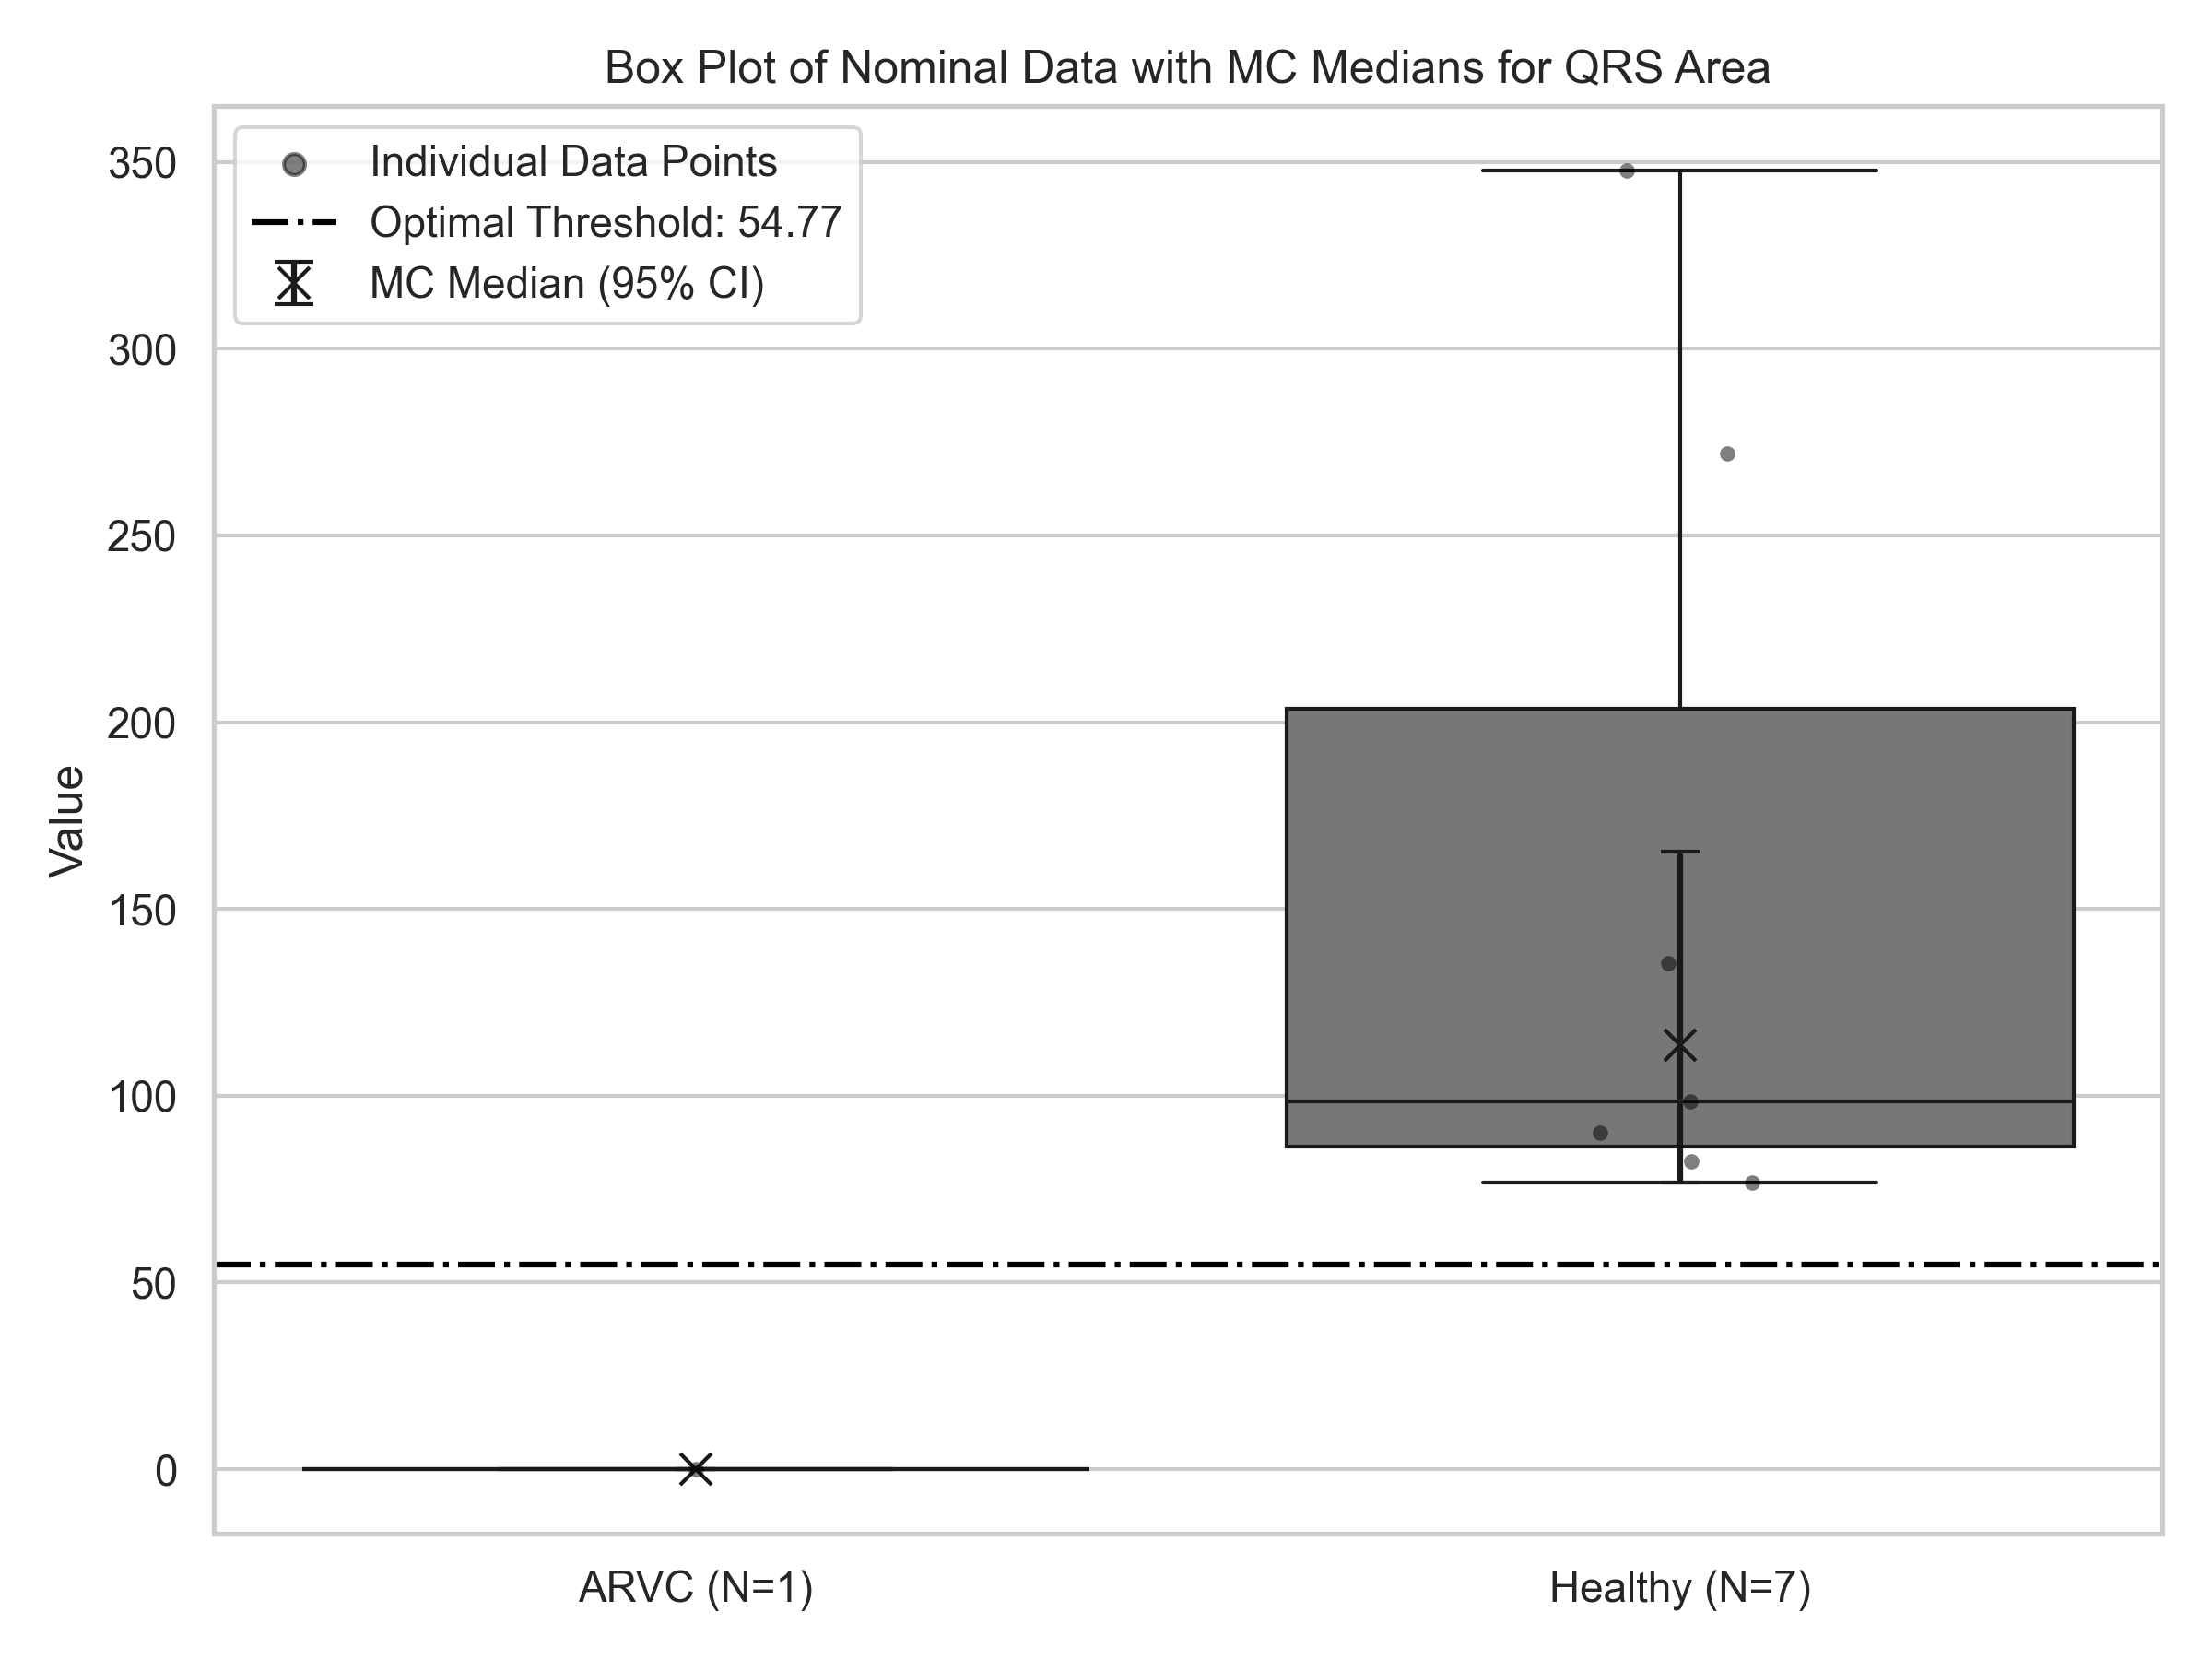 Box Plot of Nominal Data with MC Medians for QRS Area
Individual Data Points
Optimal Threshold: 54.77
MC Median (95% CI)
350
300
250
200
150
100
50
0
Value
ARVC (N=1)
Healthy (N=7)